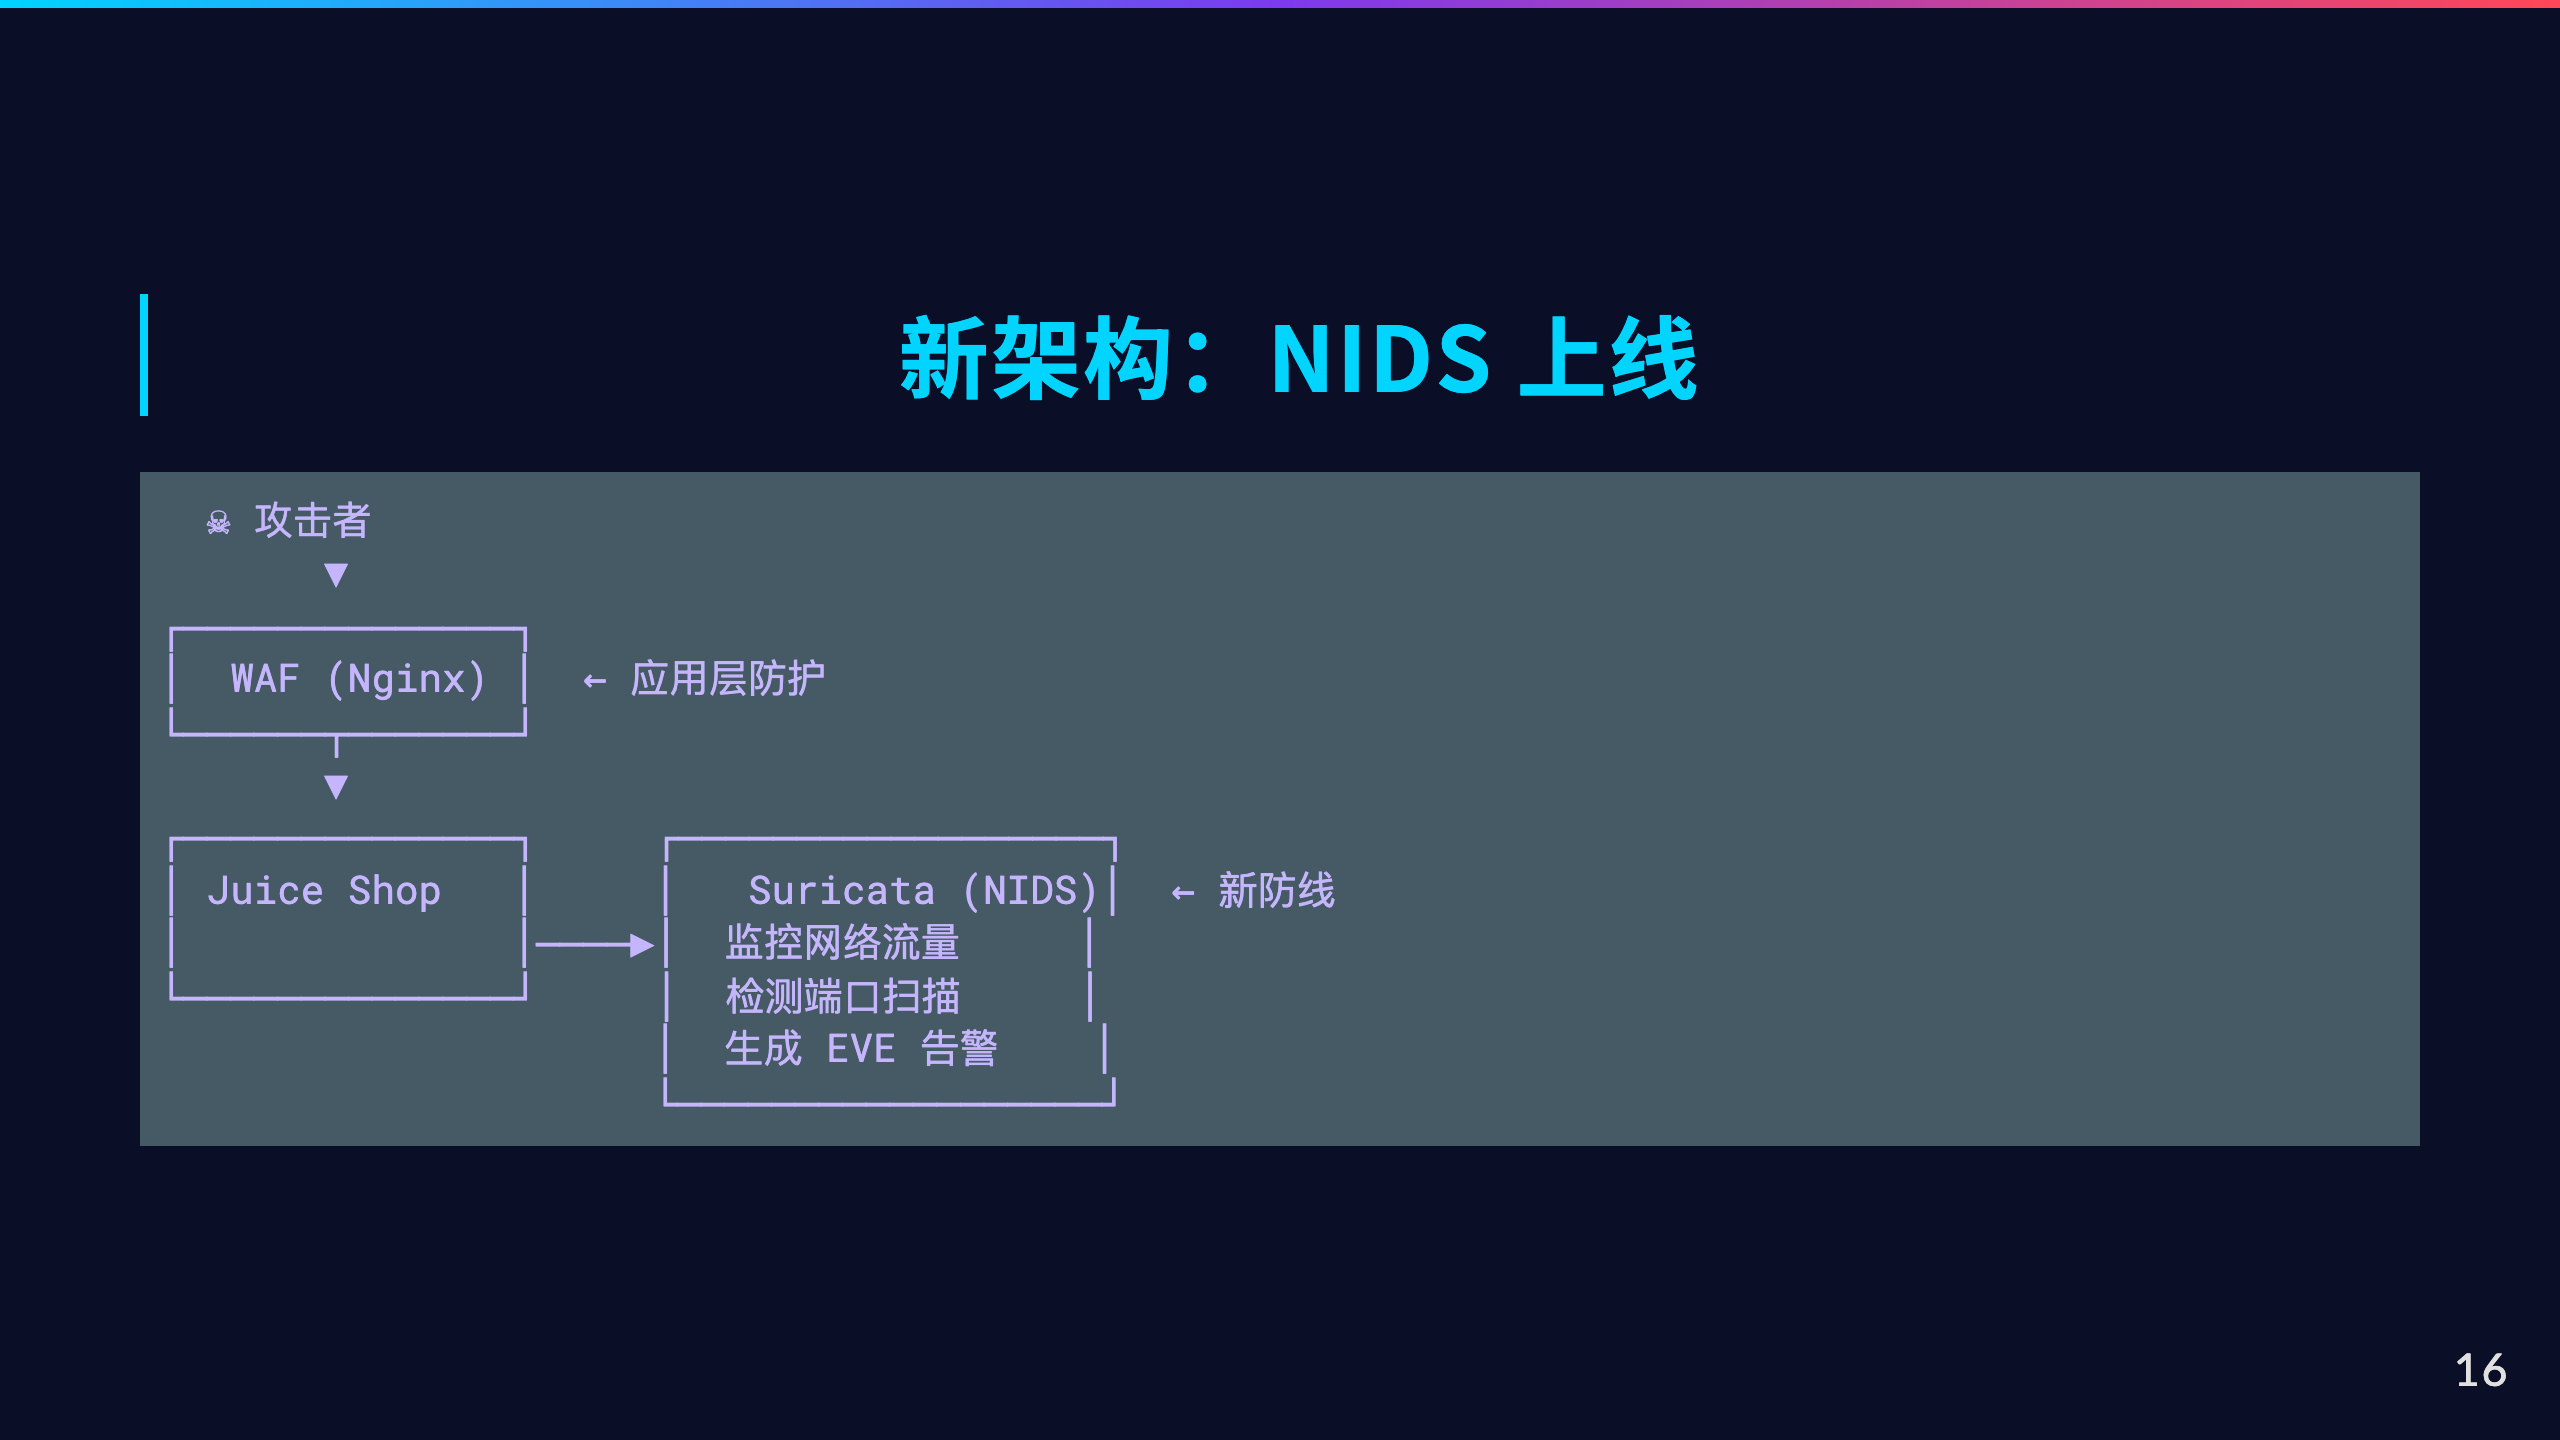 新架构：NIDS 上线
☠ 攻击者
▼
WAF (Nginx) ← 应用层防护
▼
Juice Shop Suricata (NIDS) ← 新防线
监控网络流量
检测端口扫描
生成 EVE 告警
16